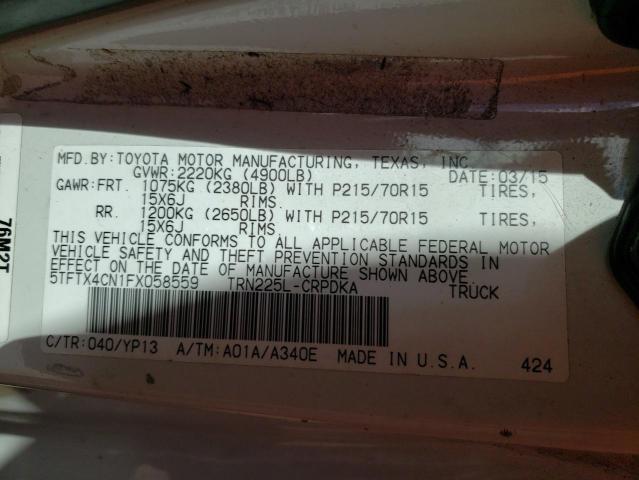 MFD.BY: TOYOTA MOTOR MANUFACTURING, TEXAS, INC.
GVWR: 2220KG (4900LB) DATE: 03/15
GAWR: FRT. 1075KG (2380LB) WITH P215/70R15 TIRES,
15X6J RIMS.
RR. 1200KG (2650LB) WITH P215/70R15 TIRES,
15X6J RIMS.
THIS VEHICLE CONFORMS TO ALL APPLICABLE FEDERAL MOTOR
VEHICLE SAFETY AND THEFT PREVENTION STANDARDS IN
EFFECT ON THE DATE OF MANUFACTURE SHOWN ABOVE.
5TFTX4CN1FX058559 TRN225L-CRPDKA TRUCK
C/TR: 040/YP13 A/TM: A01A/A340E MADE IN U.S.A. 424
76M2T